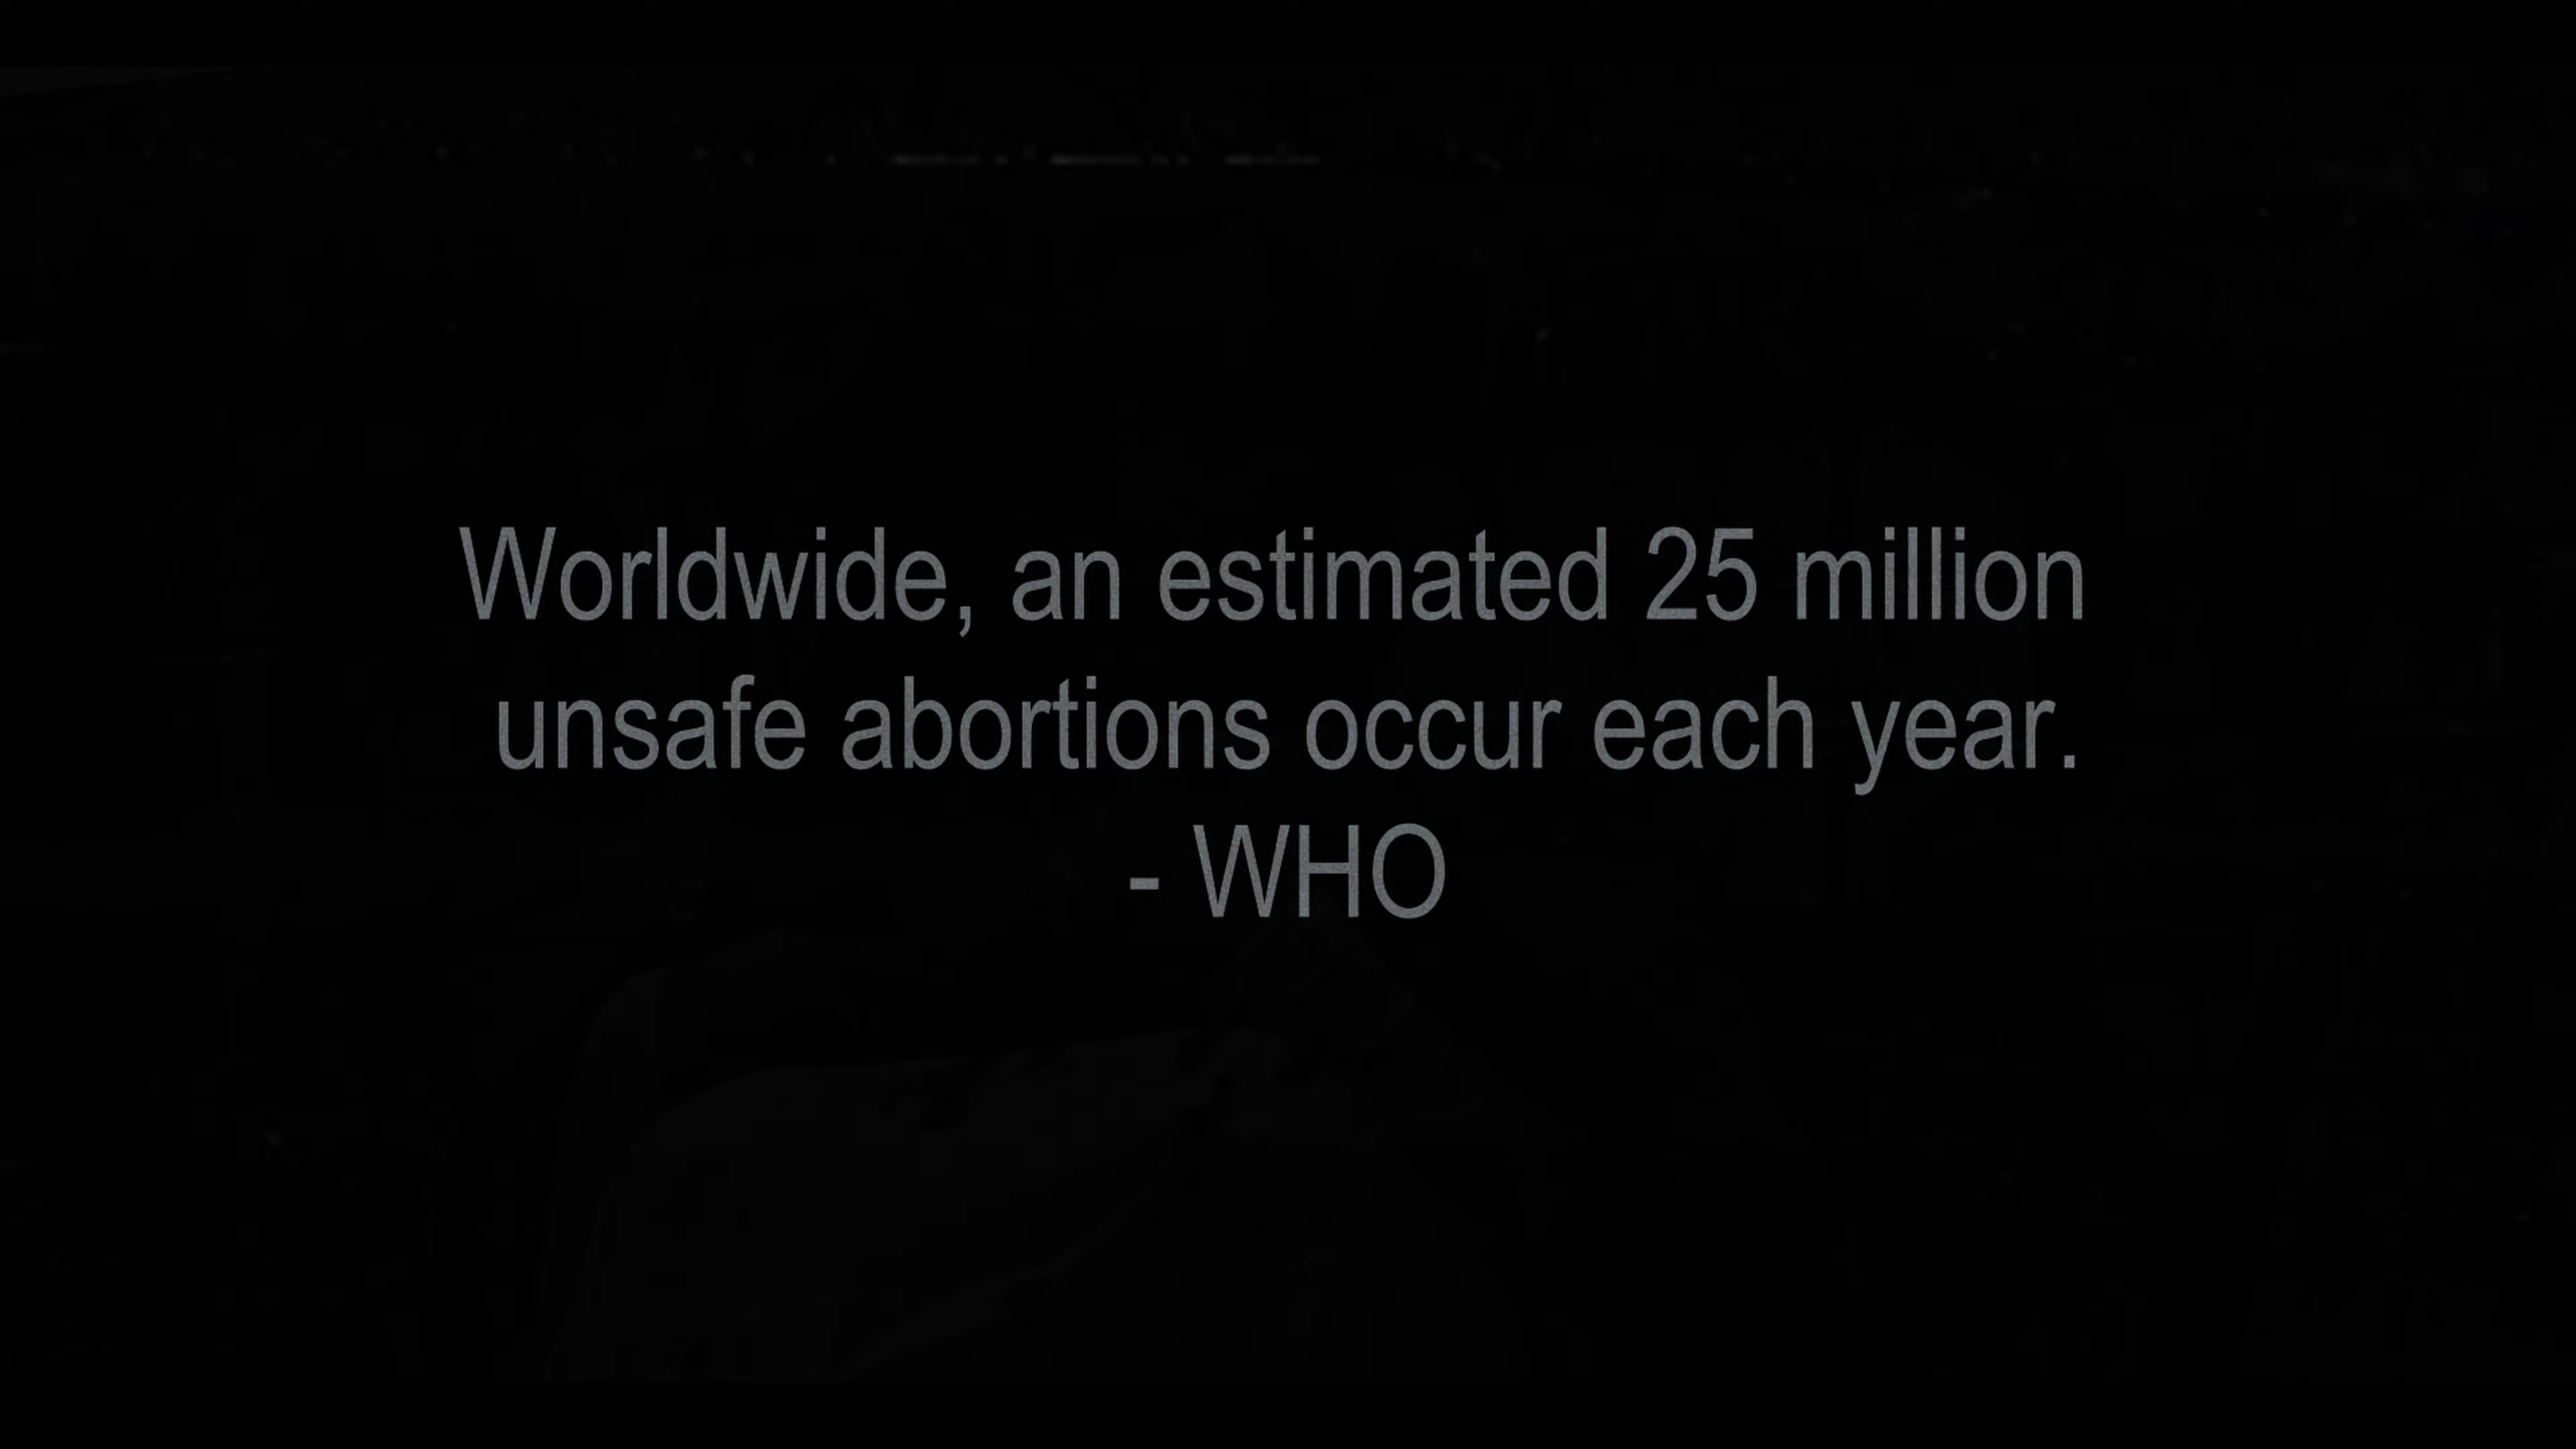 Worldwide, an estimated 25 million
unsafe abortions occur each year.
- WHO